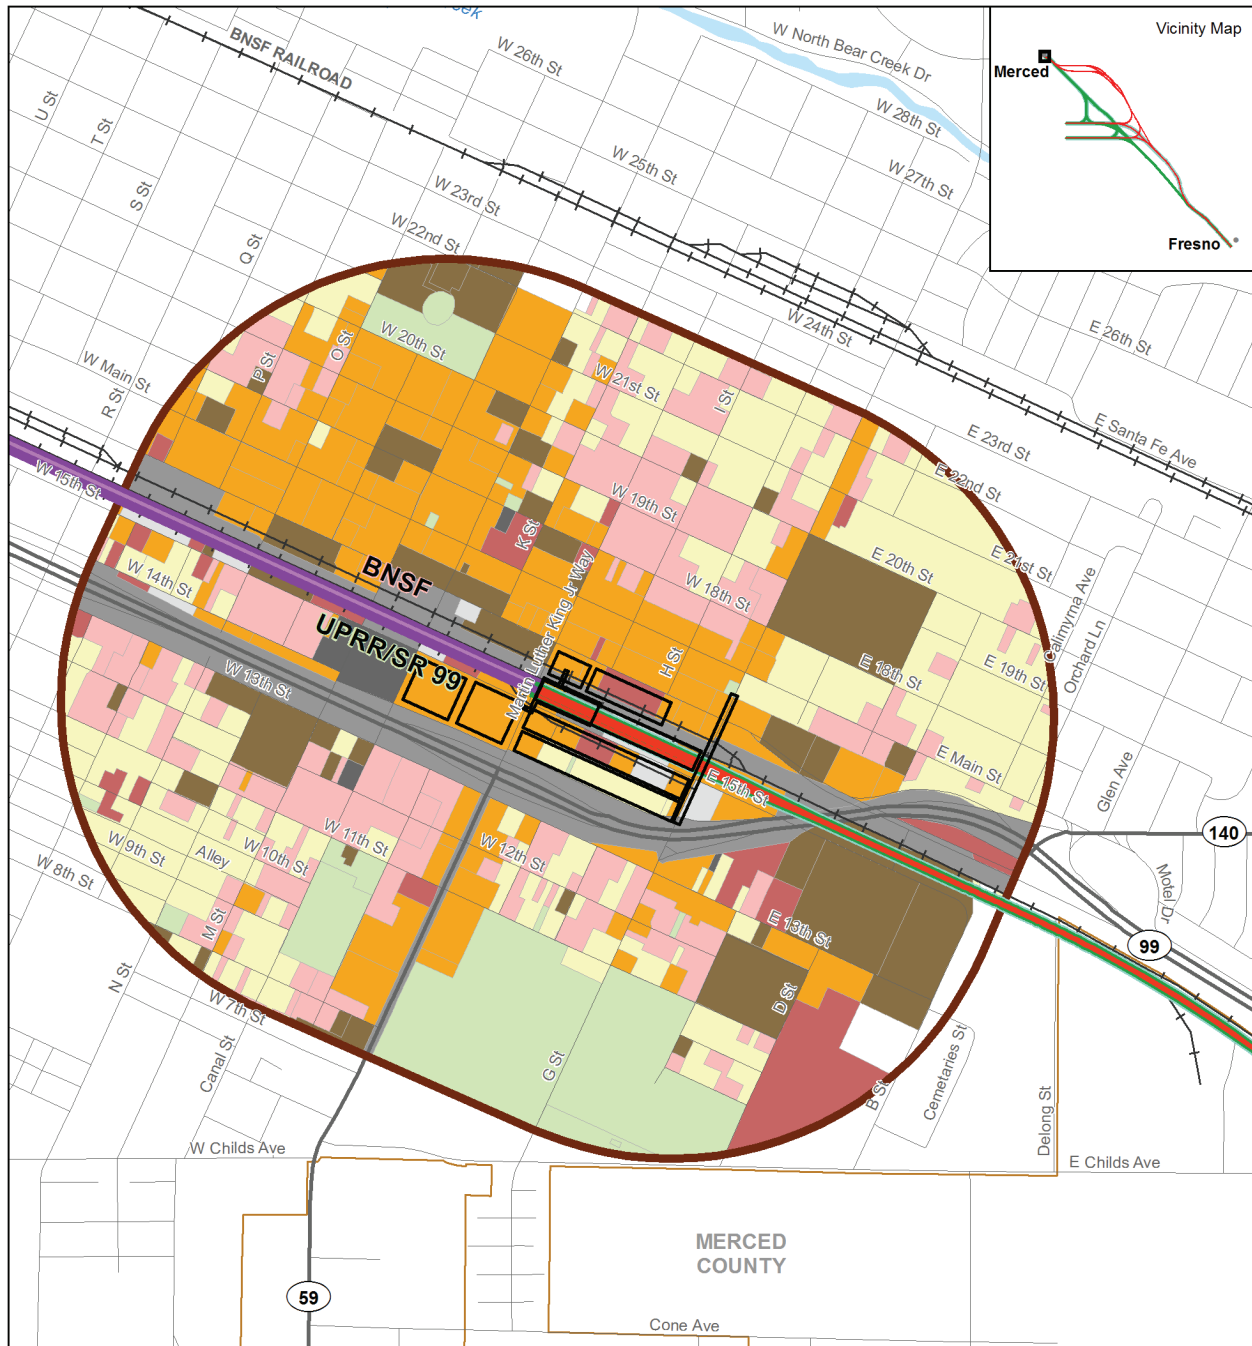 Vicinity Map
Merced
Fresno
ek
BNSF RAILROAD
W North Bear Creek Dr
W 26th St
W 28th St
U St
T St
W 25th St
W 27th St
S St
W 23rd St
Q St
W 22nd St
W 24th St
E 26th St
W 20th St
O St
P St
W Main St
W 21st St
I St
R St
E Santa Fe Ave
E 23rd St
E 22nd St
W 15th St
W 19th St
K St
E 20th St
E 21st St
W 14th St
BNSF
W 18th St
Martin Luther King Jr Way
Calimyrna Ave
Orchard Ln
UPRR/SR 99
H St
E 18th St
E 19th St
W 13th St
E Main St
E 15th St
Glen Ave
140
W 11th St
W 12th St
W 10th St
W 9th St
Alley
W 8th St
Motel Dr
M St
E 13th St
99
N St
D St
W 7th St
Canal St
G St
B St
Cemetaries St
Delong St
W Childs Ave
E Childs Ave
MERCED
COUNTY
59
Cone Ave